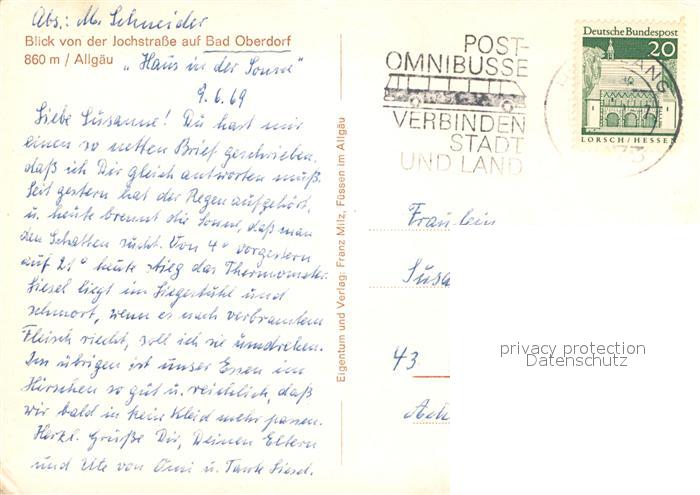 Abs.: M. Schneider
Blick von der Jochstraße auf Bad Oberdorf
860 m / Allgäu
„Haus in der Sonne“
9.6.69
Liebe Susanne! Du hast mir
einen so netten Brief geschrieben,
daß ich Dir gleich antworten muß.
Seit gestern hat der Regen aufgehört,
u. heute brennt die Sonne, daß man
den Schatten sucht. Von 4° vorgestern
auf 21° heute stieg das Thermometer.
Liesel liegt im Liegestuhl und
schmort, wenn es nach verbranntem
Fleisch riecht, soll ich sie umdrehen.
Im übrigen ist unser Essen im
Hirschen so gut u. reichlich, daß
wir bald in kein Kleid mehr passen.
Herzl. Grüße Dir, Deinen Eltern
und Ute von Omi u. Tante Liesel.
Eigentum und Verlag: Franz Milz, Füssen im Allgäu
POST-
OMNIBUSSE
VERBINDEN
STADT
UND LAND
Deutsche Bundespost
20
LORSCH/HESSEN
Fräulein
Susa
43
privacy protection
Datenschutz